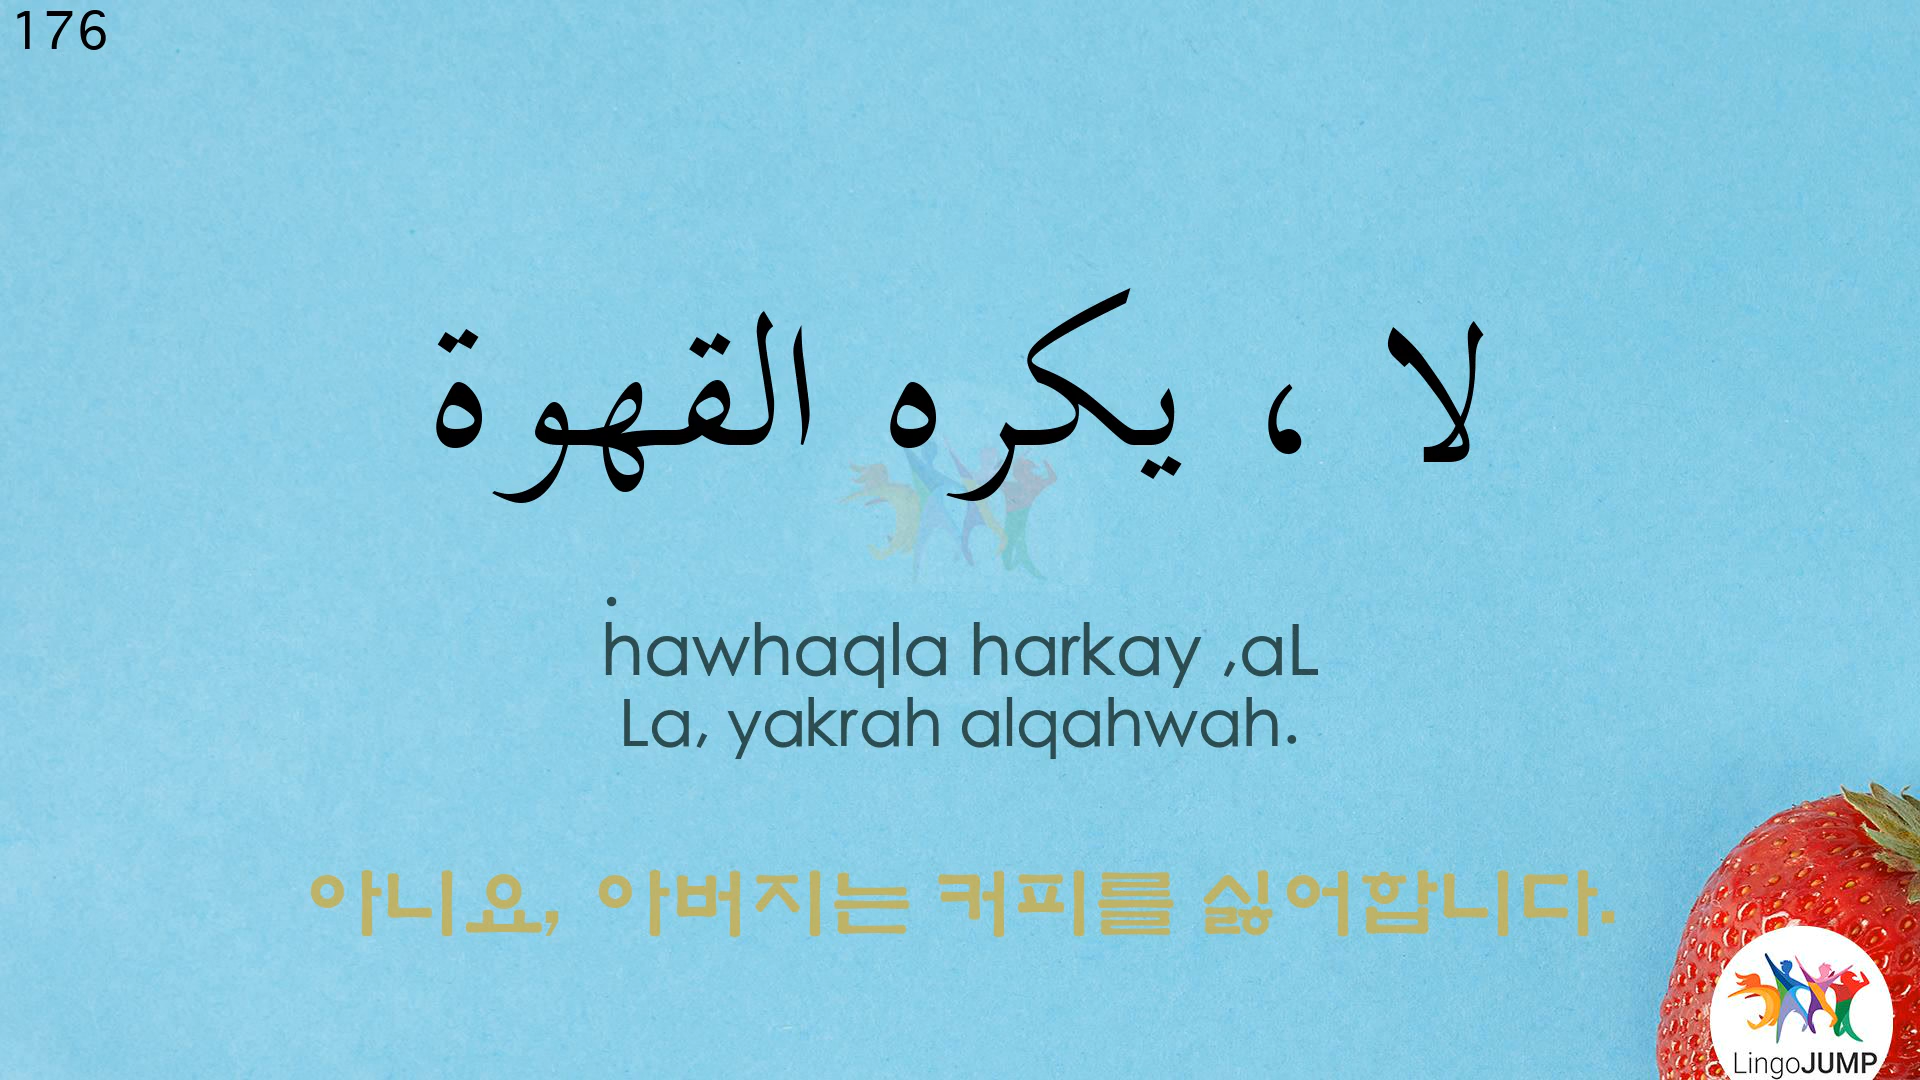 176
لا ، يكره القهوة
ḣawhaqla harkay ,aL
La, yakrah alqahwah.
아니요, 아버지는 커피를 싫어합니다.
LingoJUMP